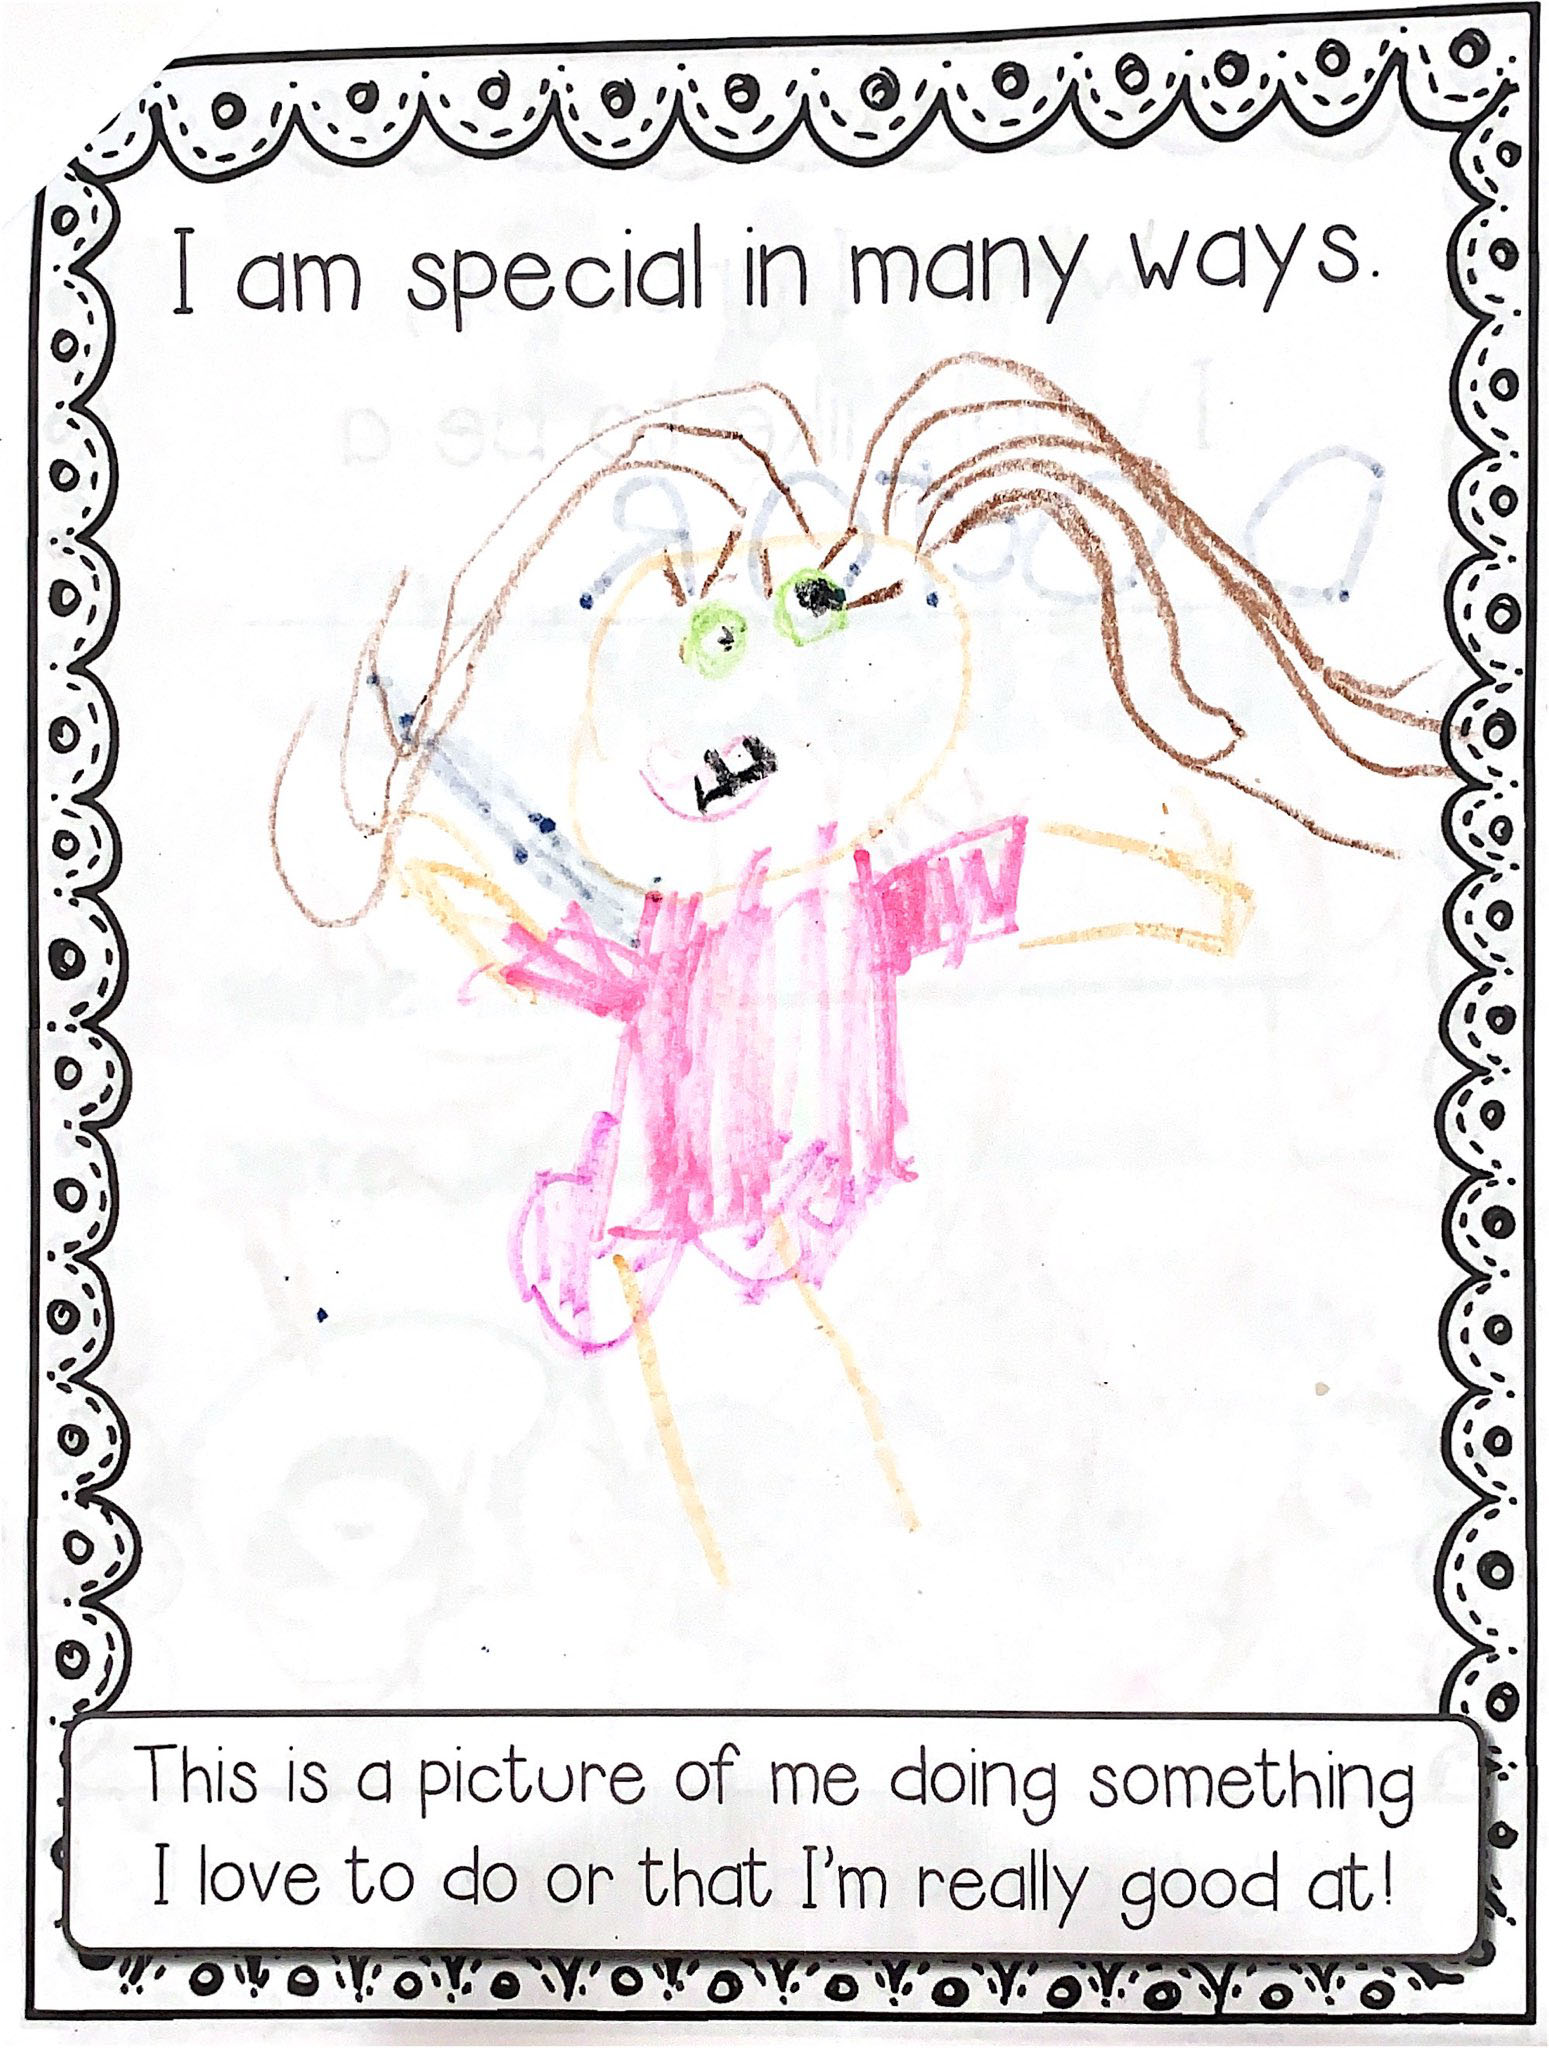 I am special in many ways.
This is a picture of me doing something
I love to do or that I'm really good at!